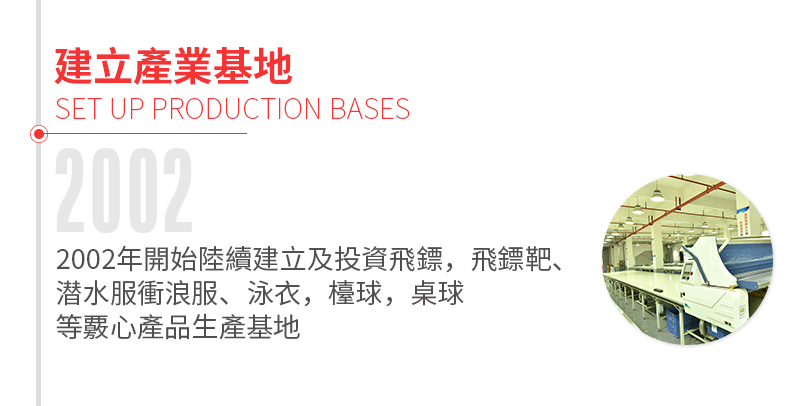 建立產業基地
SET UP PRODUCTION BASES
2002
2002年開始陸續建立及投資飛鏢，飛鏢靶、
潛水服衝浪服、泳衣，檯球，桌球
等覈心產品生產基地